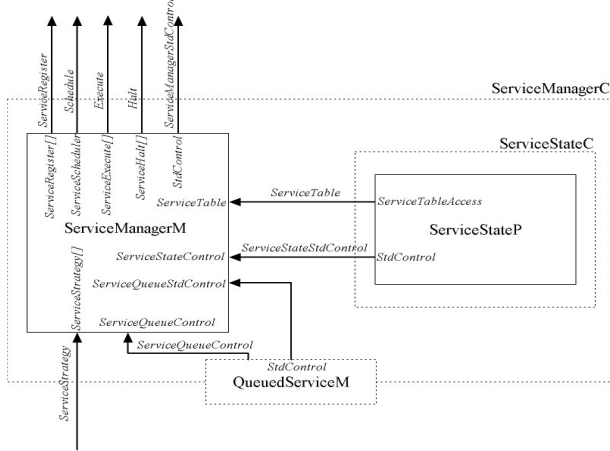 ServiceRegister
Schedule
Execute
Halt
ServiceManagerStdControl
ServiceManagerC
ServiceRegister[]
ServiceScheduler
ServiceExecute[]
ServiceHalt[]
StdControl
ServiceStateC
ServiceTable
ServiceTable
ServiceTableAccess
ServiceManagerM
ServiceStateP
ServiceStateControl
ServiceStateStdControl
StdControl
ServiceStrategy[]
ServiceQueueStdControl
ServiceQueueControl
ServiceQueueControl
StdControl
QueuedServiceM
ServiceStrategy